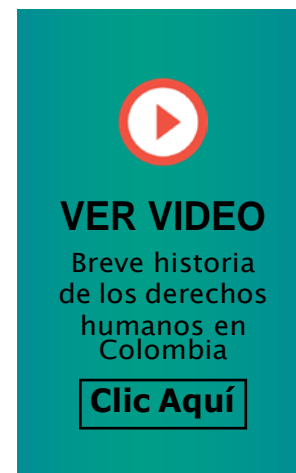 VER VIDEO
Breve historia
de los derechos
humanos en
Colombia
Clic Aquí